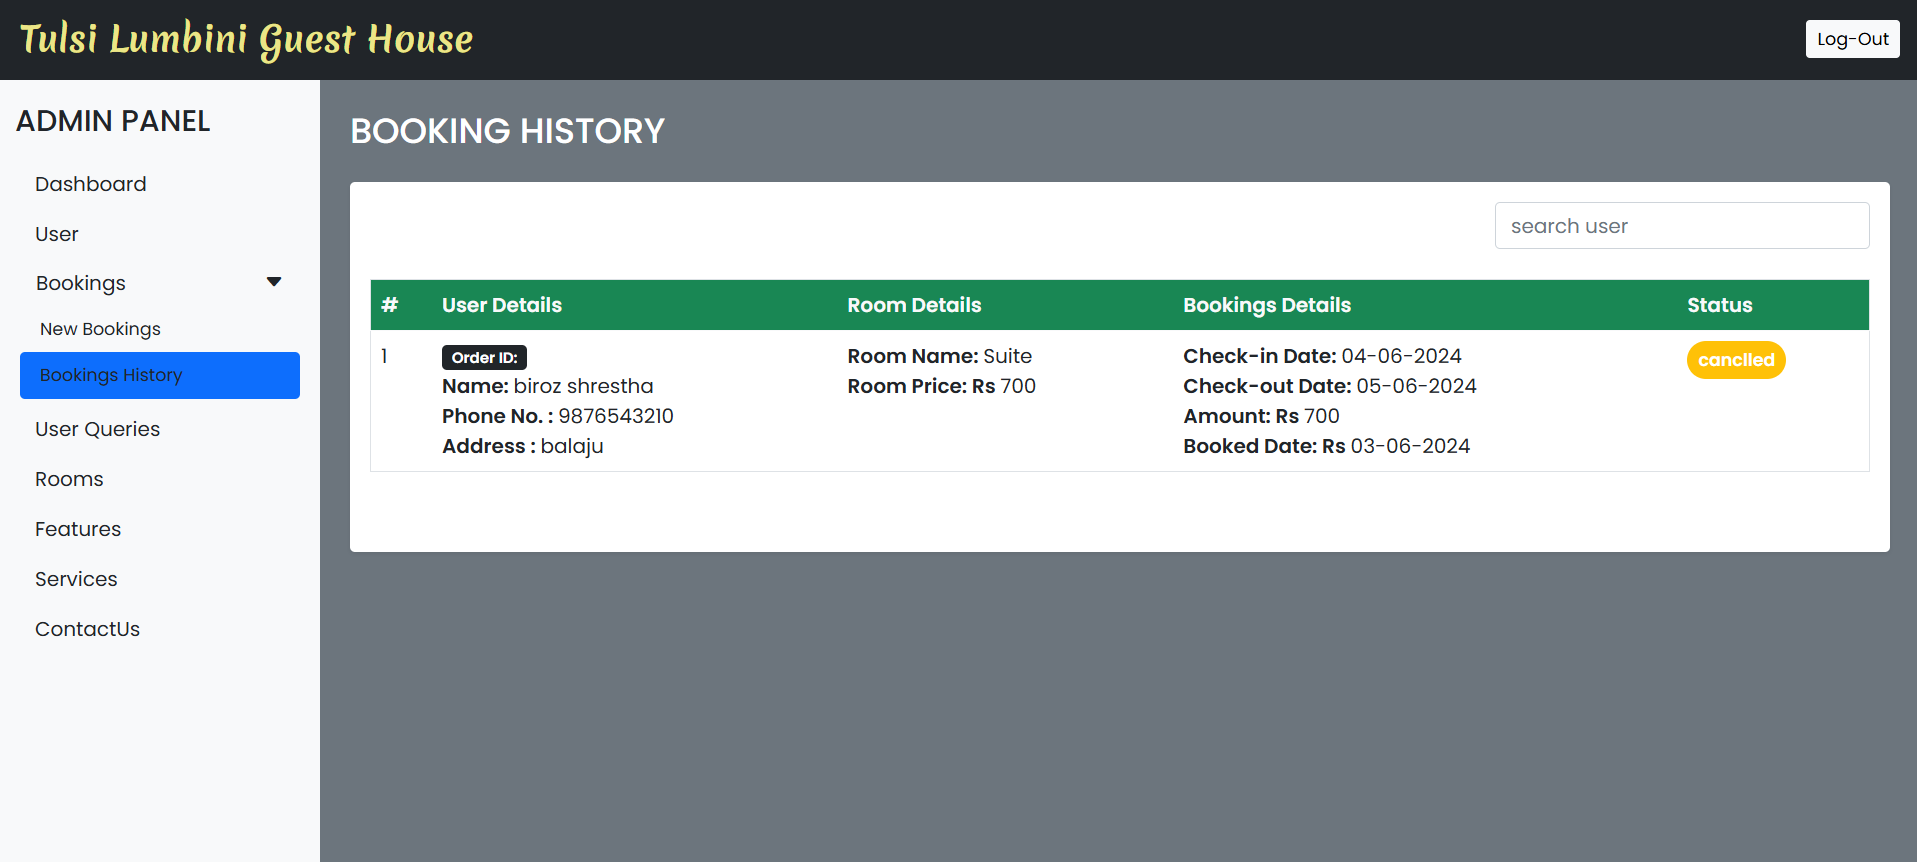 Tulsi Lumbini Guest House
Log-Out
ADMIN PANEL
Dashboard
User
Bookings
New Bookings
Bookings History
User Queries
Rooms
Features
Services
ContactUs
BOOKING HISTORY
search user
# User Details Room Details Bookings Details Status
1 Order ID: Room Name: Suite Check-in Date: 04-06-2024 canclled
Name: biroz shrestha Room Price: Rs 700 Check-out Date: 05-06-2024
Phone No. : 9876543210 Amount: Rs 700
Address : balaju Booked Date: Rs 03-06-2024